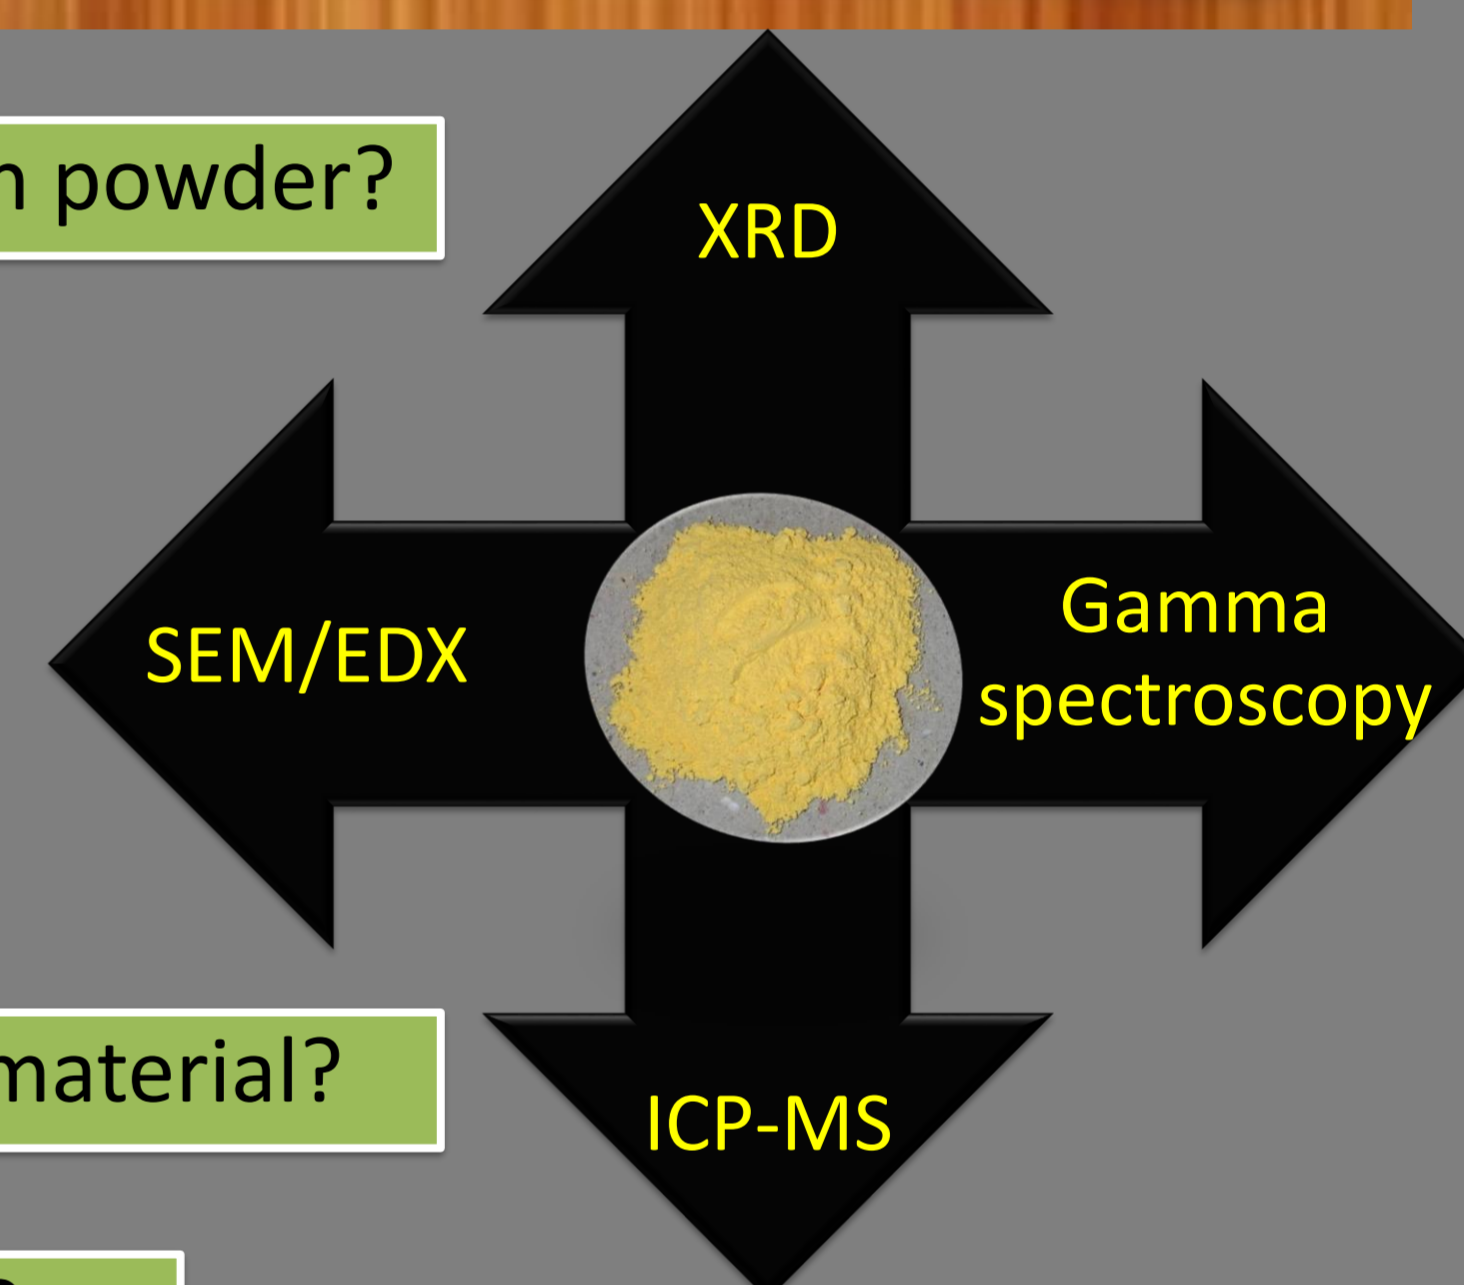 powder?
XRD
SEM/EDX
Gamma
spectroscopy
material?
ICP-MS